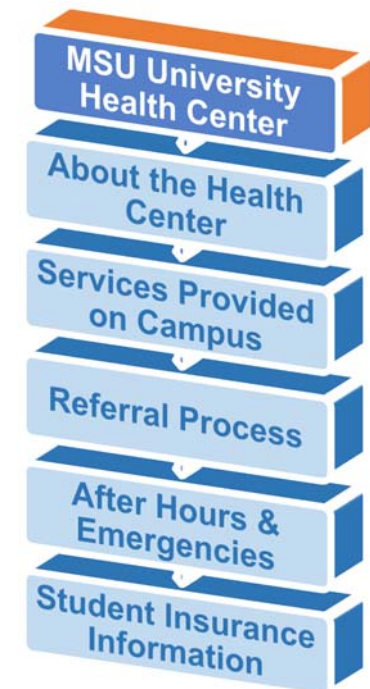 MSU University
Health Center
About the Health
Center
Services Provided
on Campus
Referral Process
After Hours &
Emergencies
Student Insurance
Information